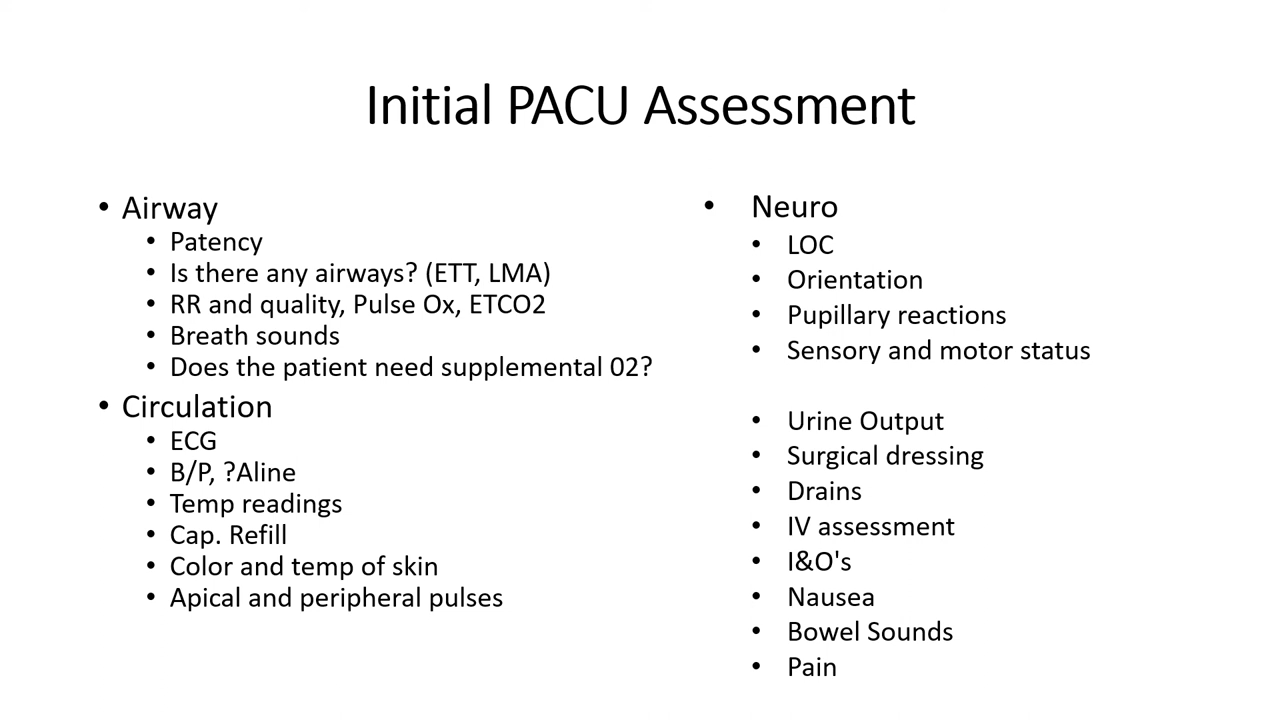 Initial PACU Assessment
• Airway
• Patency
• Is there any airways? (ETT, LMA)
• RR and quality, Pulse Ox, ETCO2
• Breath sounds
• Does the patient need supplemental 02?
• Circulation
• ECG
• B/P, ?Aline
• Temp readings
• Cap. Refill
• Color and temp of skin
• Apical and peripheral pulses
• Neuro
• LOC
• Orientation
• Pupillary reactions
• Sensory and motor status
• Urine Output
• Surgical dressing
• Drains
• IV assessment
• I&O's
• Nausea
• Bowel Sounds
• Pain